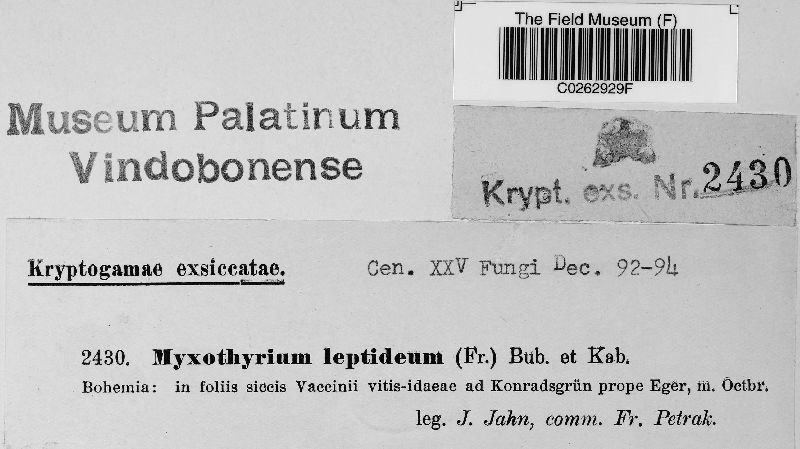 The Field Museum (F)
C0262929F
Museum Palatinum
Vindobonense
Krypt. exs. Nr. 2430
Kryptogamae exsiccatae.
Cen. XXV Fungi Dec. 92-94
2430. Myxothyrium leptideum (Fr.) Bub. et Kab.
Bohemia: in foliis siccis Vaccinii vitis-idaeae ad Konradsgrün prope Eger, m. Octbr.
leg. J. Jahn, comm. Fr. Petrak.